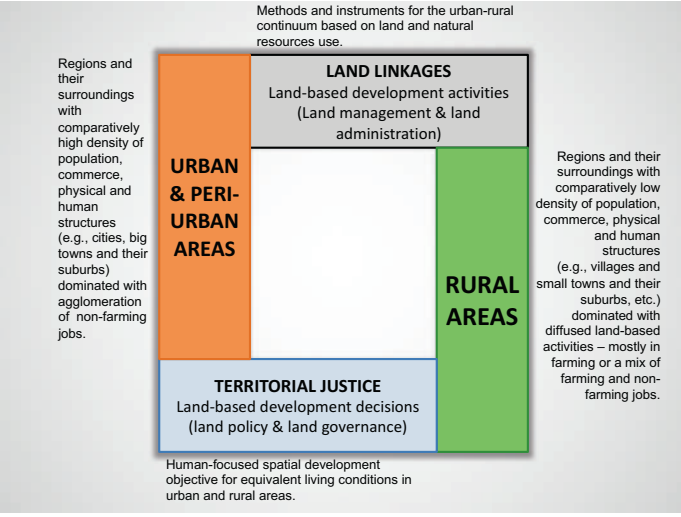 Methods and instruments for the urban-rural
continuum based on land and natural
resources use.
Regions and
their
surroundings
with
comparatively
high density of
population,
commerce,
physical and
human
structures
(e.g., cities, big
towns and their
suburbs)
dominated with
agglomeration
of non-farming
jobs.
LAND LINKAGES
Land-based development activities
(Land management & land
administration)
URBAN
& PERI-
URBAN
AREAS
RURAL
AREAS
Regions and their
surroundings with
comparatively low
density of population,
commerce, physical
and human
structures
(e.g., villages and
small towns and their
suburbs, etc.)
dominated with
diffused land-based
activities – mostly in
farming or a mix of
farming and non-
farming jobs.
TERRITORIAL JUSTICE
Land-based development decisions
(land policy & land governance)
Human-focused spatial development
objective for equivalent living conditions in
urban and rural areas.